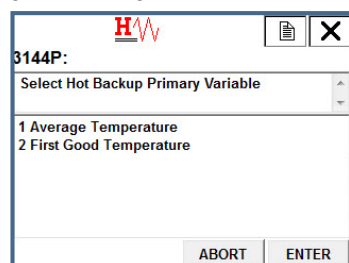 H
3144P:
Select Hot Backup Primary Variable
1 Average Temperature
2 First Good Temperature
ABORT ENTER